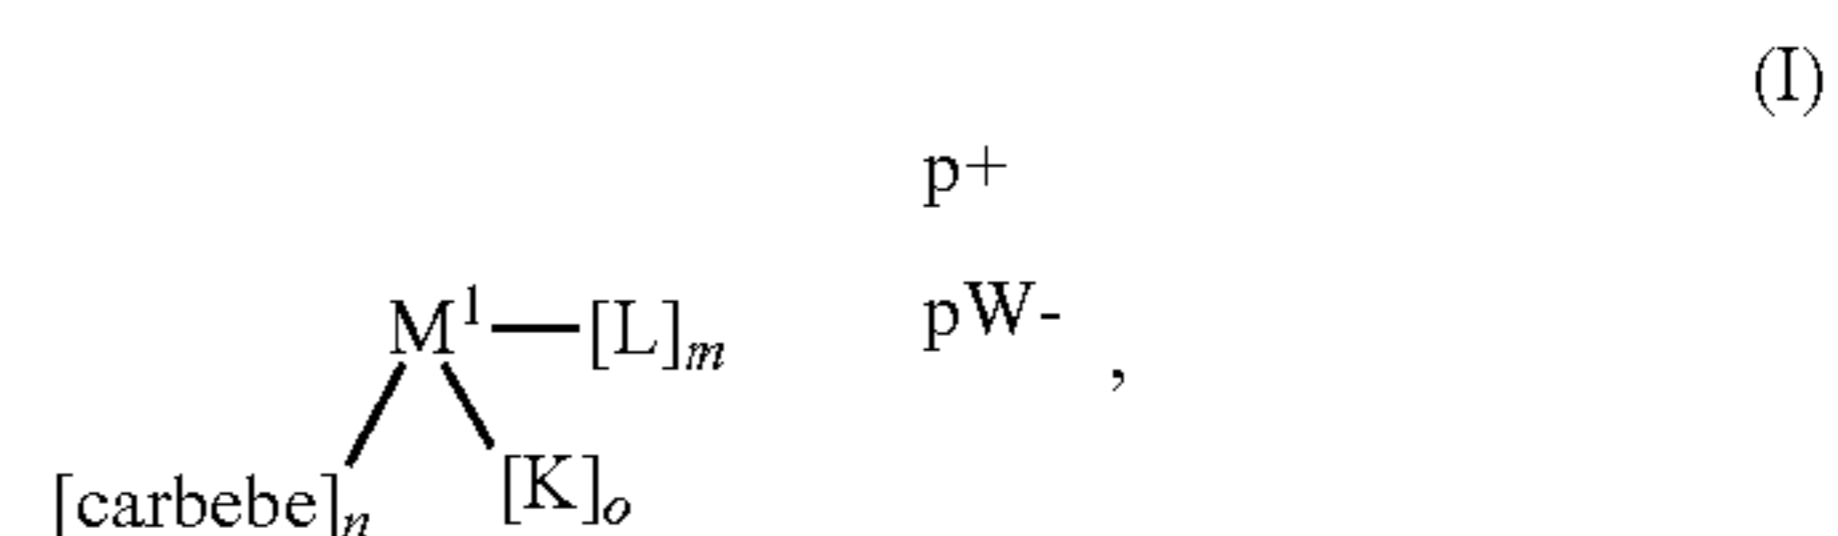 (I)
p+
M1—[L]m
pW- ,
[carbebe]n
[K]o